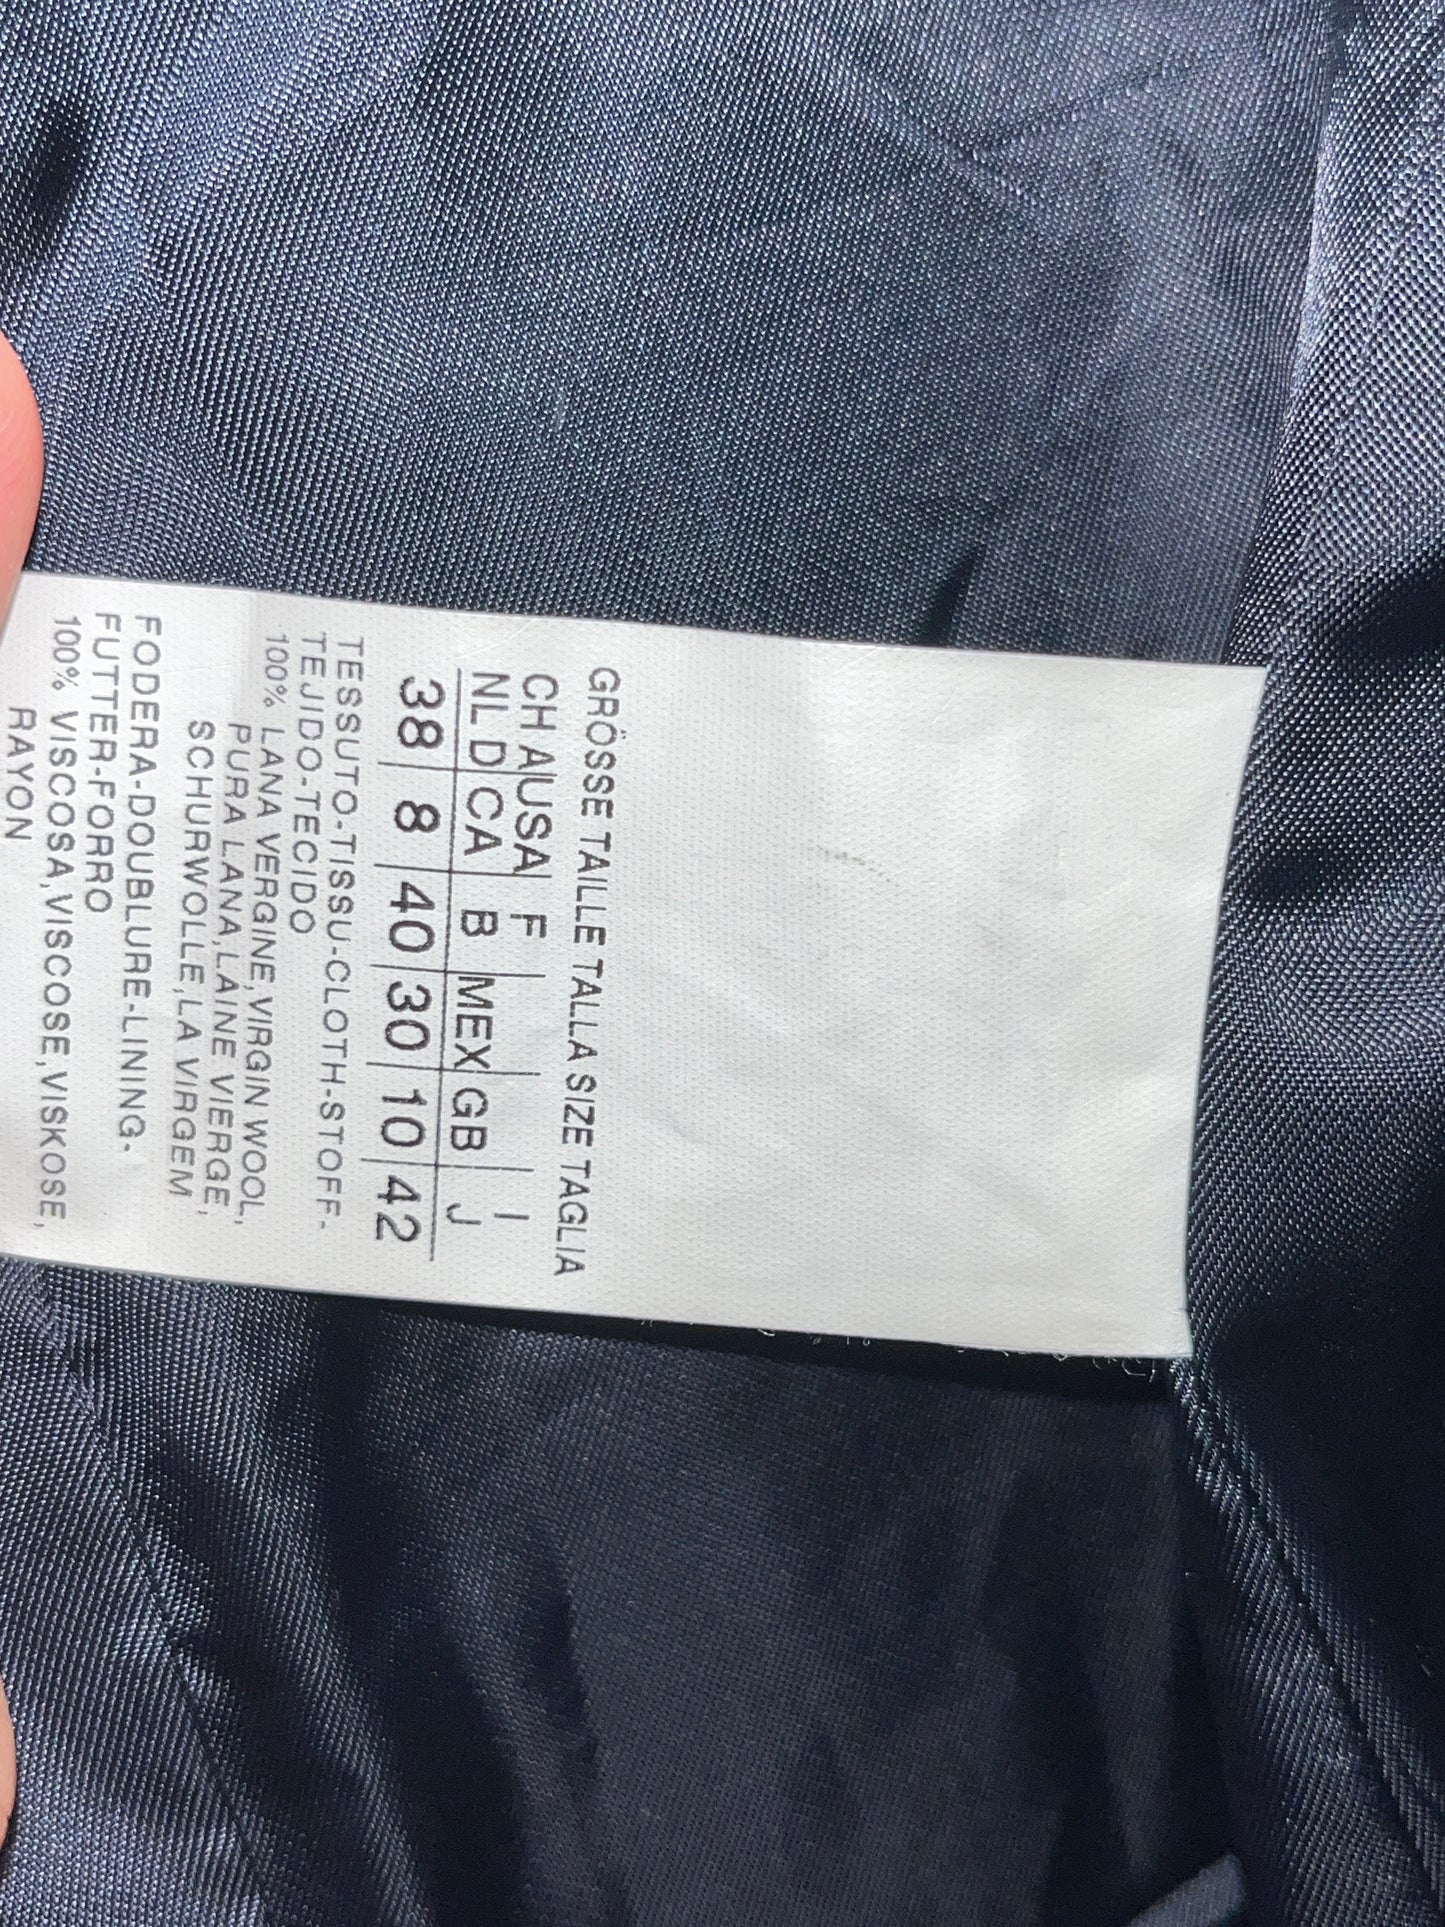 GRÖSSE TAILLE TALLA SIZE TAGLIA
CH A USA F I
NL D CA B MEX GB J
38 8 40 30 10 42
TESSUTO-TISSU-CLOTH-STOFF-
TEJIDO-TECIDO
100% LANA VERGINE,VIRGIN WOOL,
PURA LANA,LAINE VIERGE,
SCHURWOLLE,LA VIRGEM
FODERA-DOUBLURE-LINING-
FUTTER-FORRO
100% VISCOSA,VISCOSE,VISKOSE,
RAYON